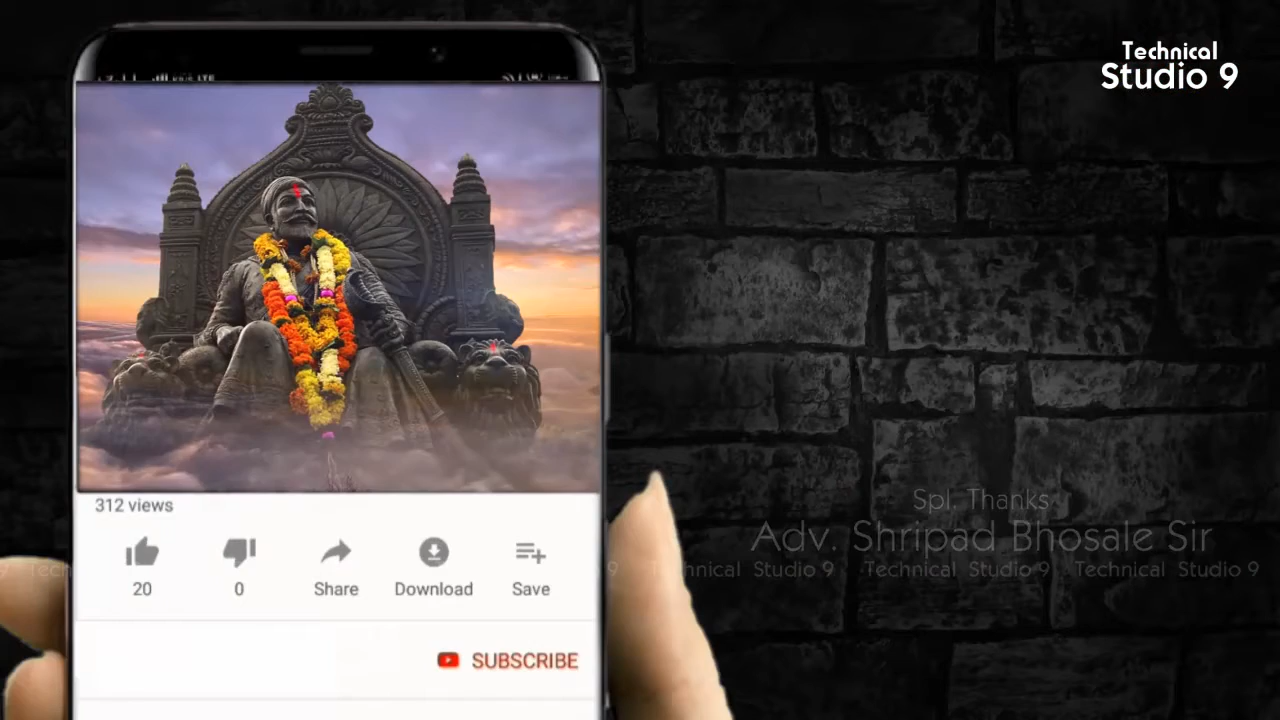 Technical
Studio 9
312 views
20
0
Share
Download
Save
SUBSCRIBE
Spl. Thanks
Adv. Shripad Bhosale Sir
Technical Studio 9 Technical Studio 9 Technical Studio 9